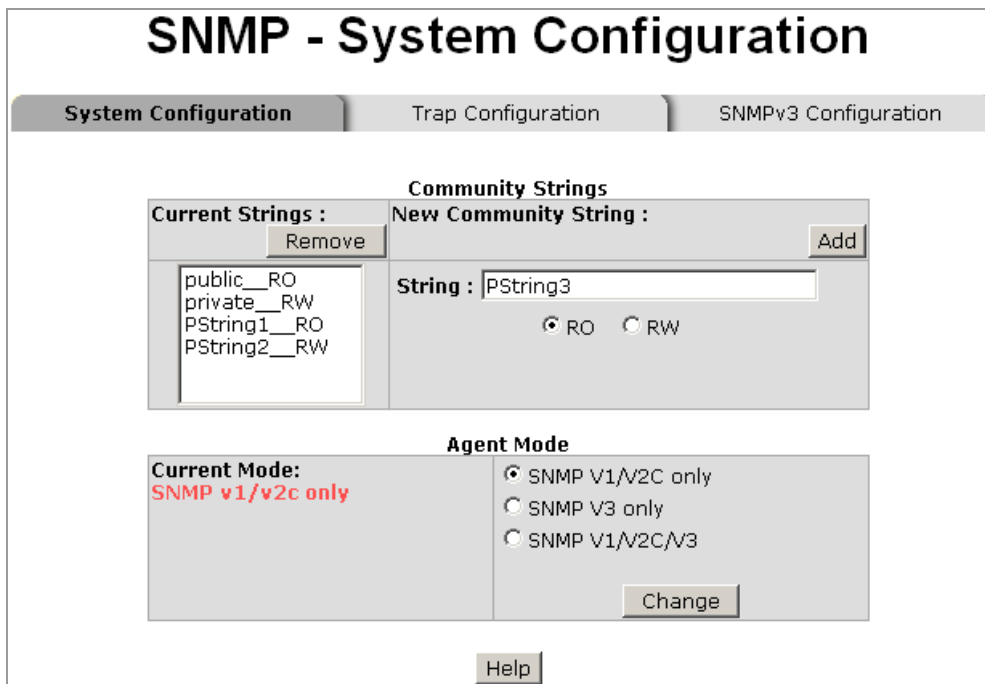 SNMP - System Configuration
System Configuration Trap Configuration SNMPv3 Configuration
Community Strings
Current Strings : New Community String :
Remove Add
public__RO
private__RW
PString1__RO
PString2__RW
String : PString3
RO RW
Agent Mode
Current Mode:
SNMP v1/v2c only
SNMP V1/V2C only
SNMP V3 only
SNMP V1/V2C/V3
Change
Help